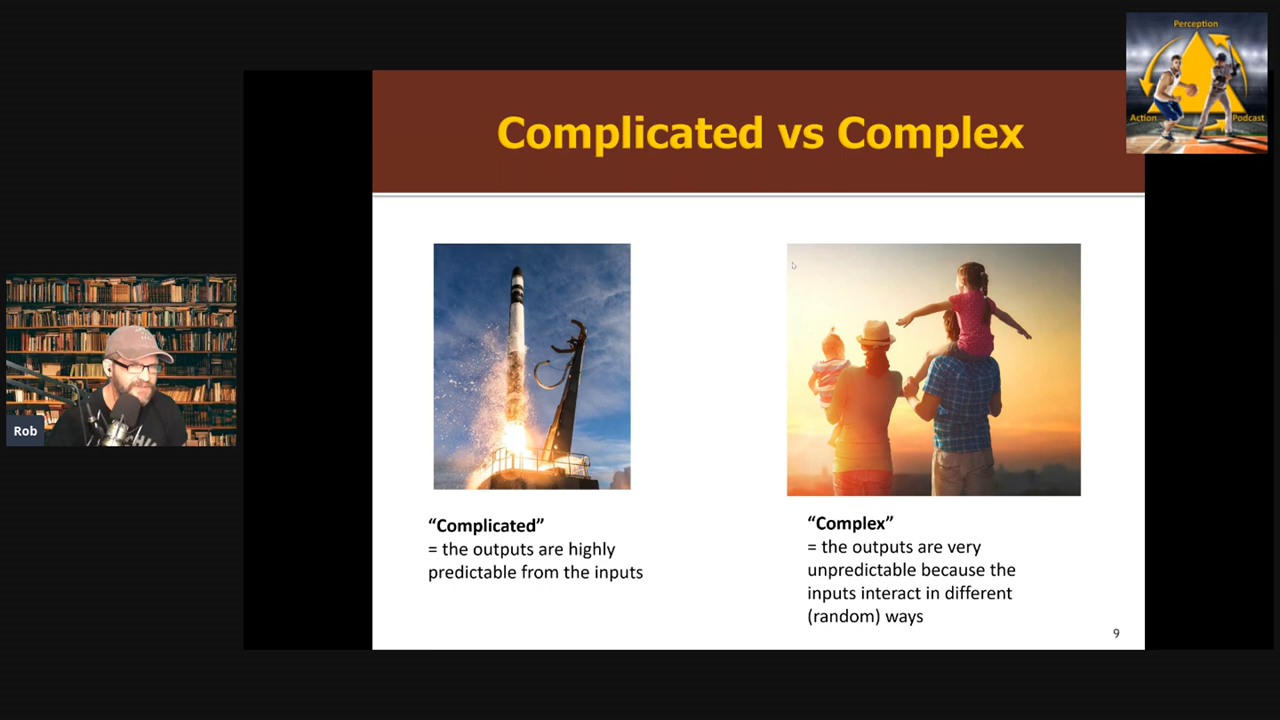 Perception
Action
Podcast
Complicated vs Complex
Rob
“Complicated”
= the outputs are highly
predictable from the inputs
“Complex”
= the outputs are very
unpredictable because the
inputs interact in different
(random) ways
9